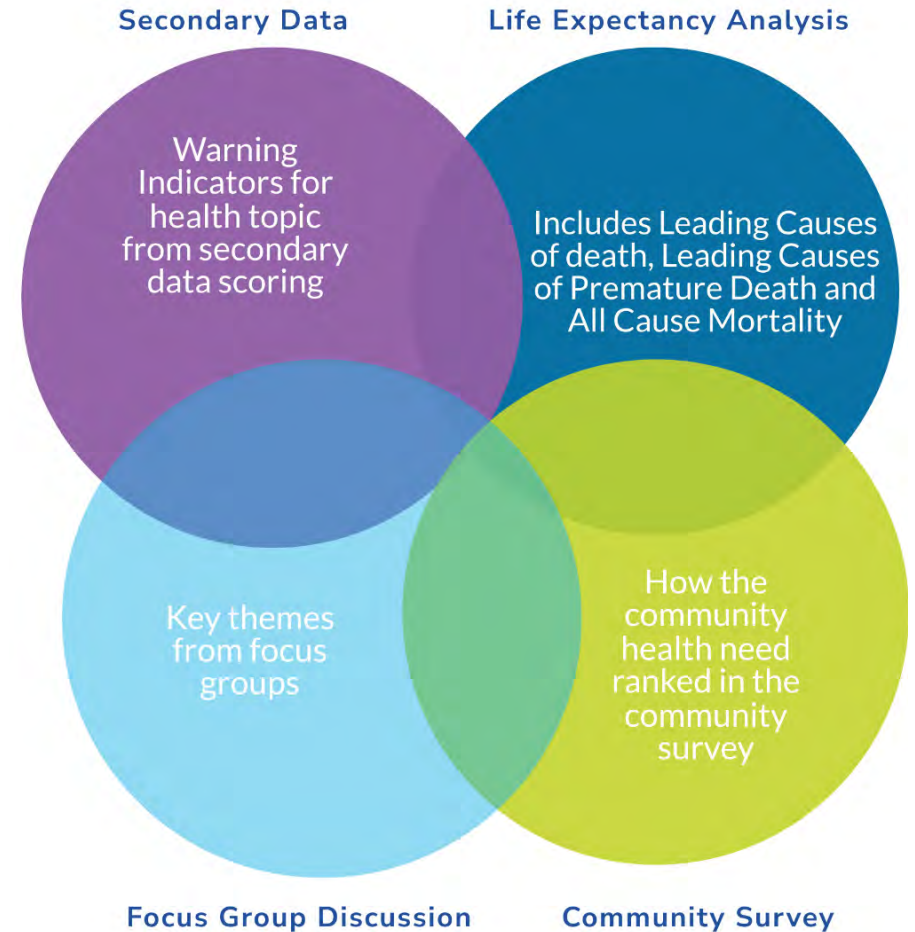 Secondary Data
Life Expectancy Analysis
Warning
Indicators for
health topic
from secondary
data scoring
Includes Leading Causes
of death, Leading Causes
of Premature Death and
All Cause Mortality
Key themes
from focus
groups
How the
community
health need
ranked in the
community
survey
Focus Group Discussion
Community Survey